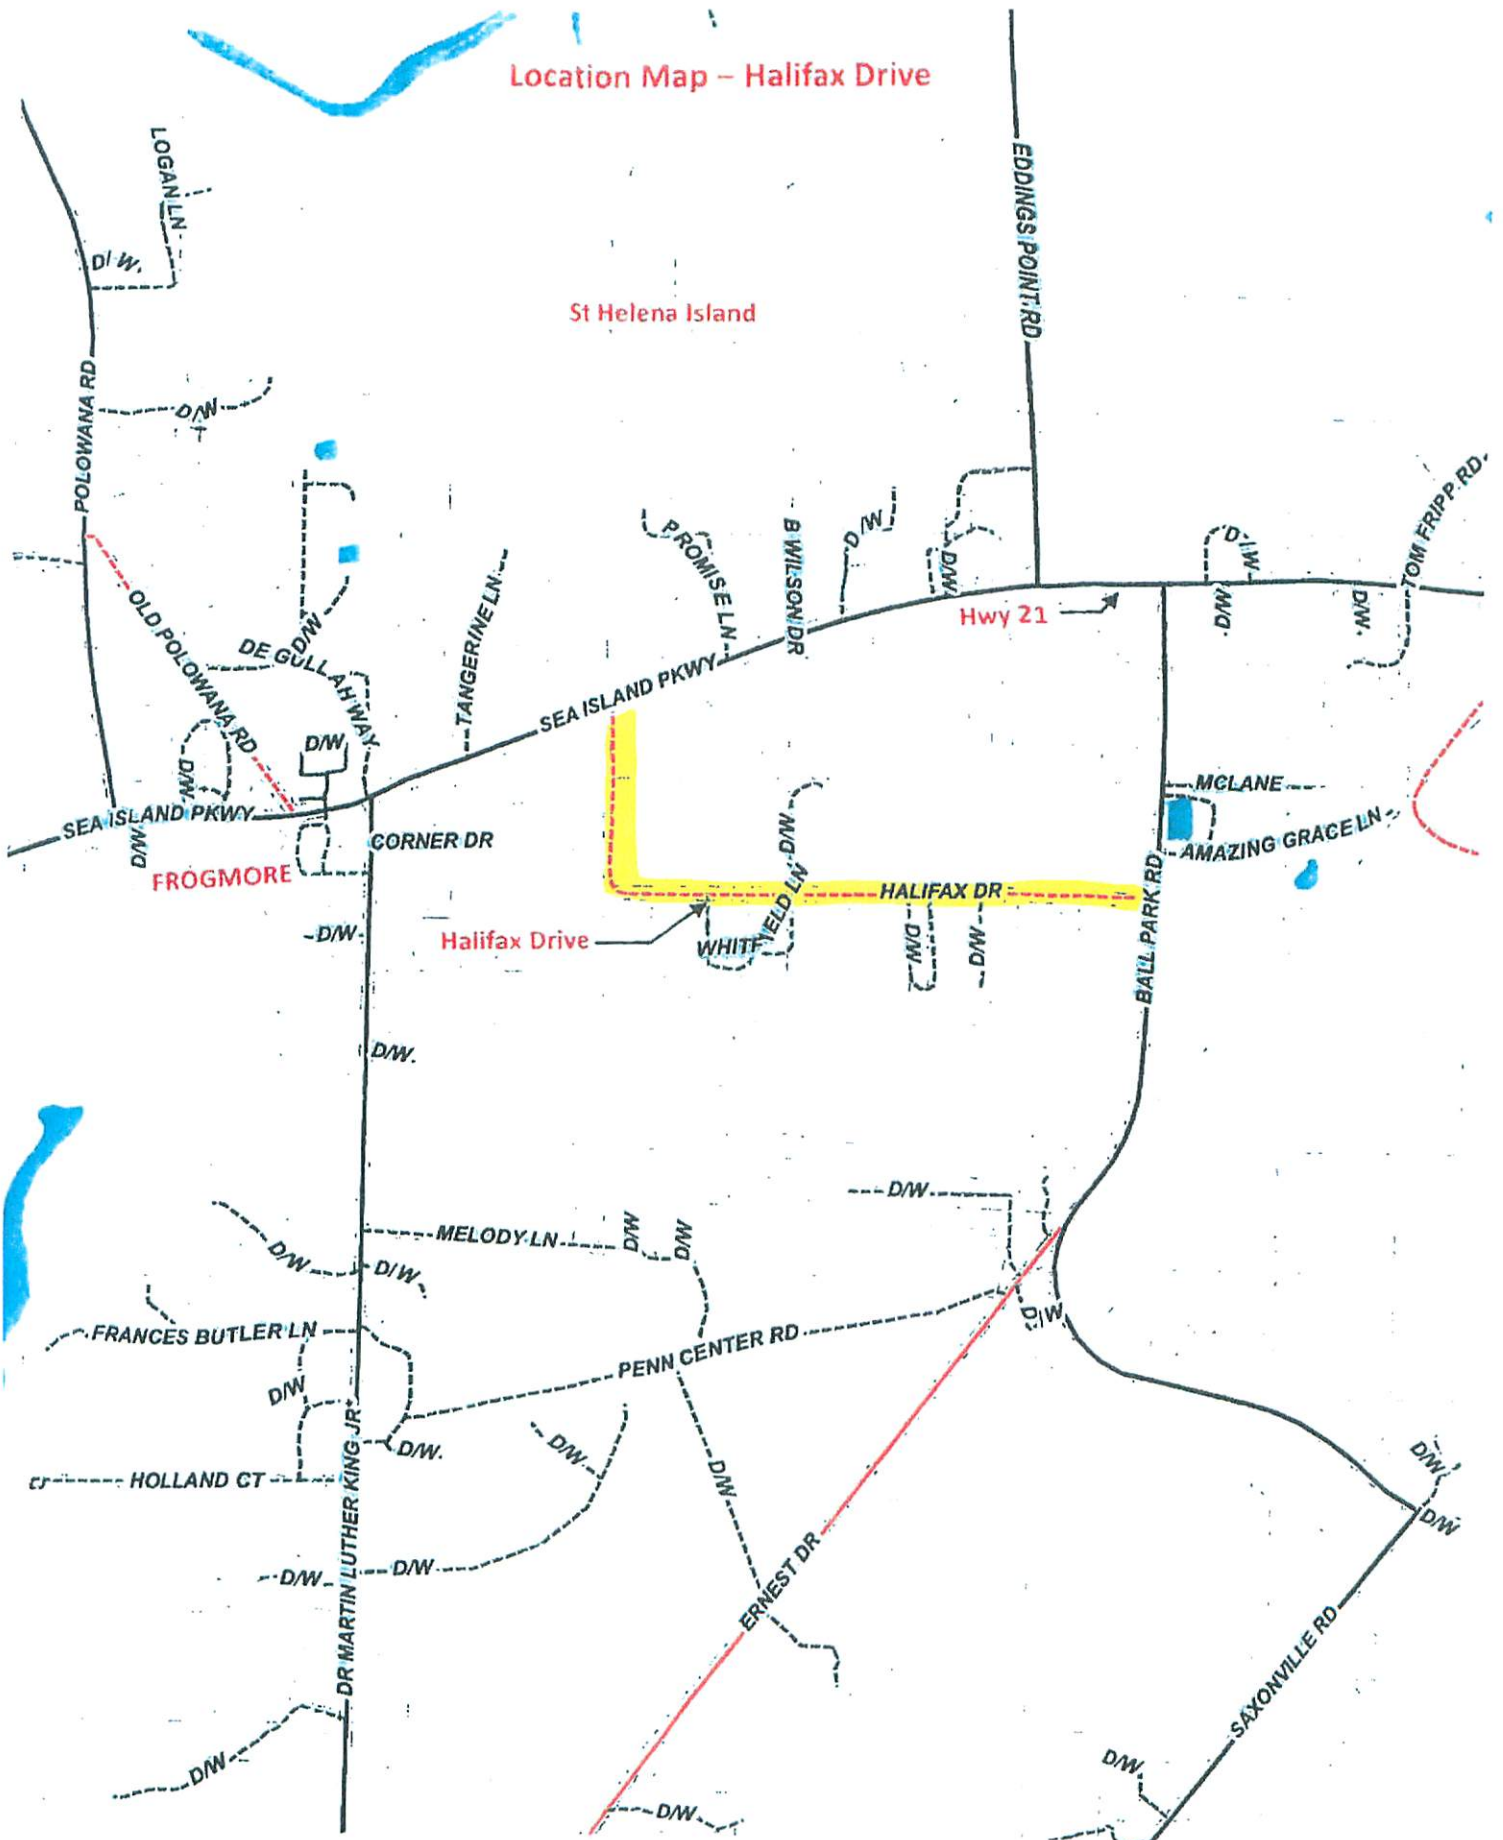 Location Map – Halifax Drive
LOGAN LN
EDDINGS POINT RD
D/W
St Helena Island
POLOWANA RD
D/W
TOM FRIPP RD
PROMISE LN
B WILSON DR
D/W
D/W
D/W
D/W
D/W
Hwy 21
OLD POLOWANA RD
D/W
DE GULLAH WAY
TANGERINE LN
SEA ISLAND PKWY
D/W
D/W
MCLANE
SEA ISLAND PKWY
D/W
CORNER DR
D/W
AMAZING GRACE LN
FROGMORE
HALIFAX DR
BALL PARK RD
D/W
Halifax Drive
WHITFIELD LN
D/W
D/W
D/W
D/W
MELODY LN
D/W
D/W
D/W
D/W
D/W
FRANCES BUTLER LN
PENN CENTER RD
D/W
D/W
D/W
D/W
D/W
D/W
HOLLAND CT
CT
DR MARTIN LUTHER KING JR
D/W
D/W
ERNEST DR
D/W
SAXONVILLE RD
D/W
D/W
D/W